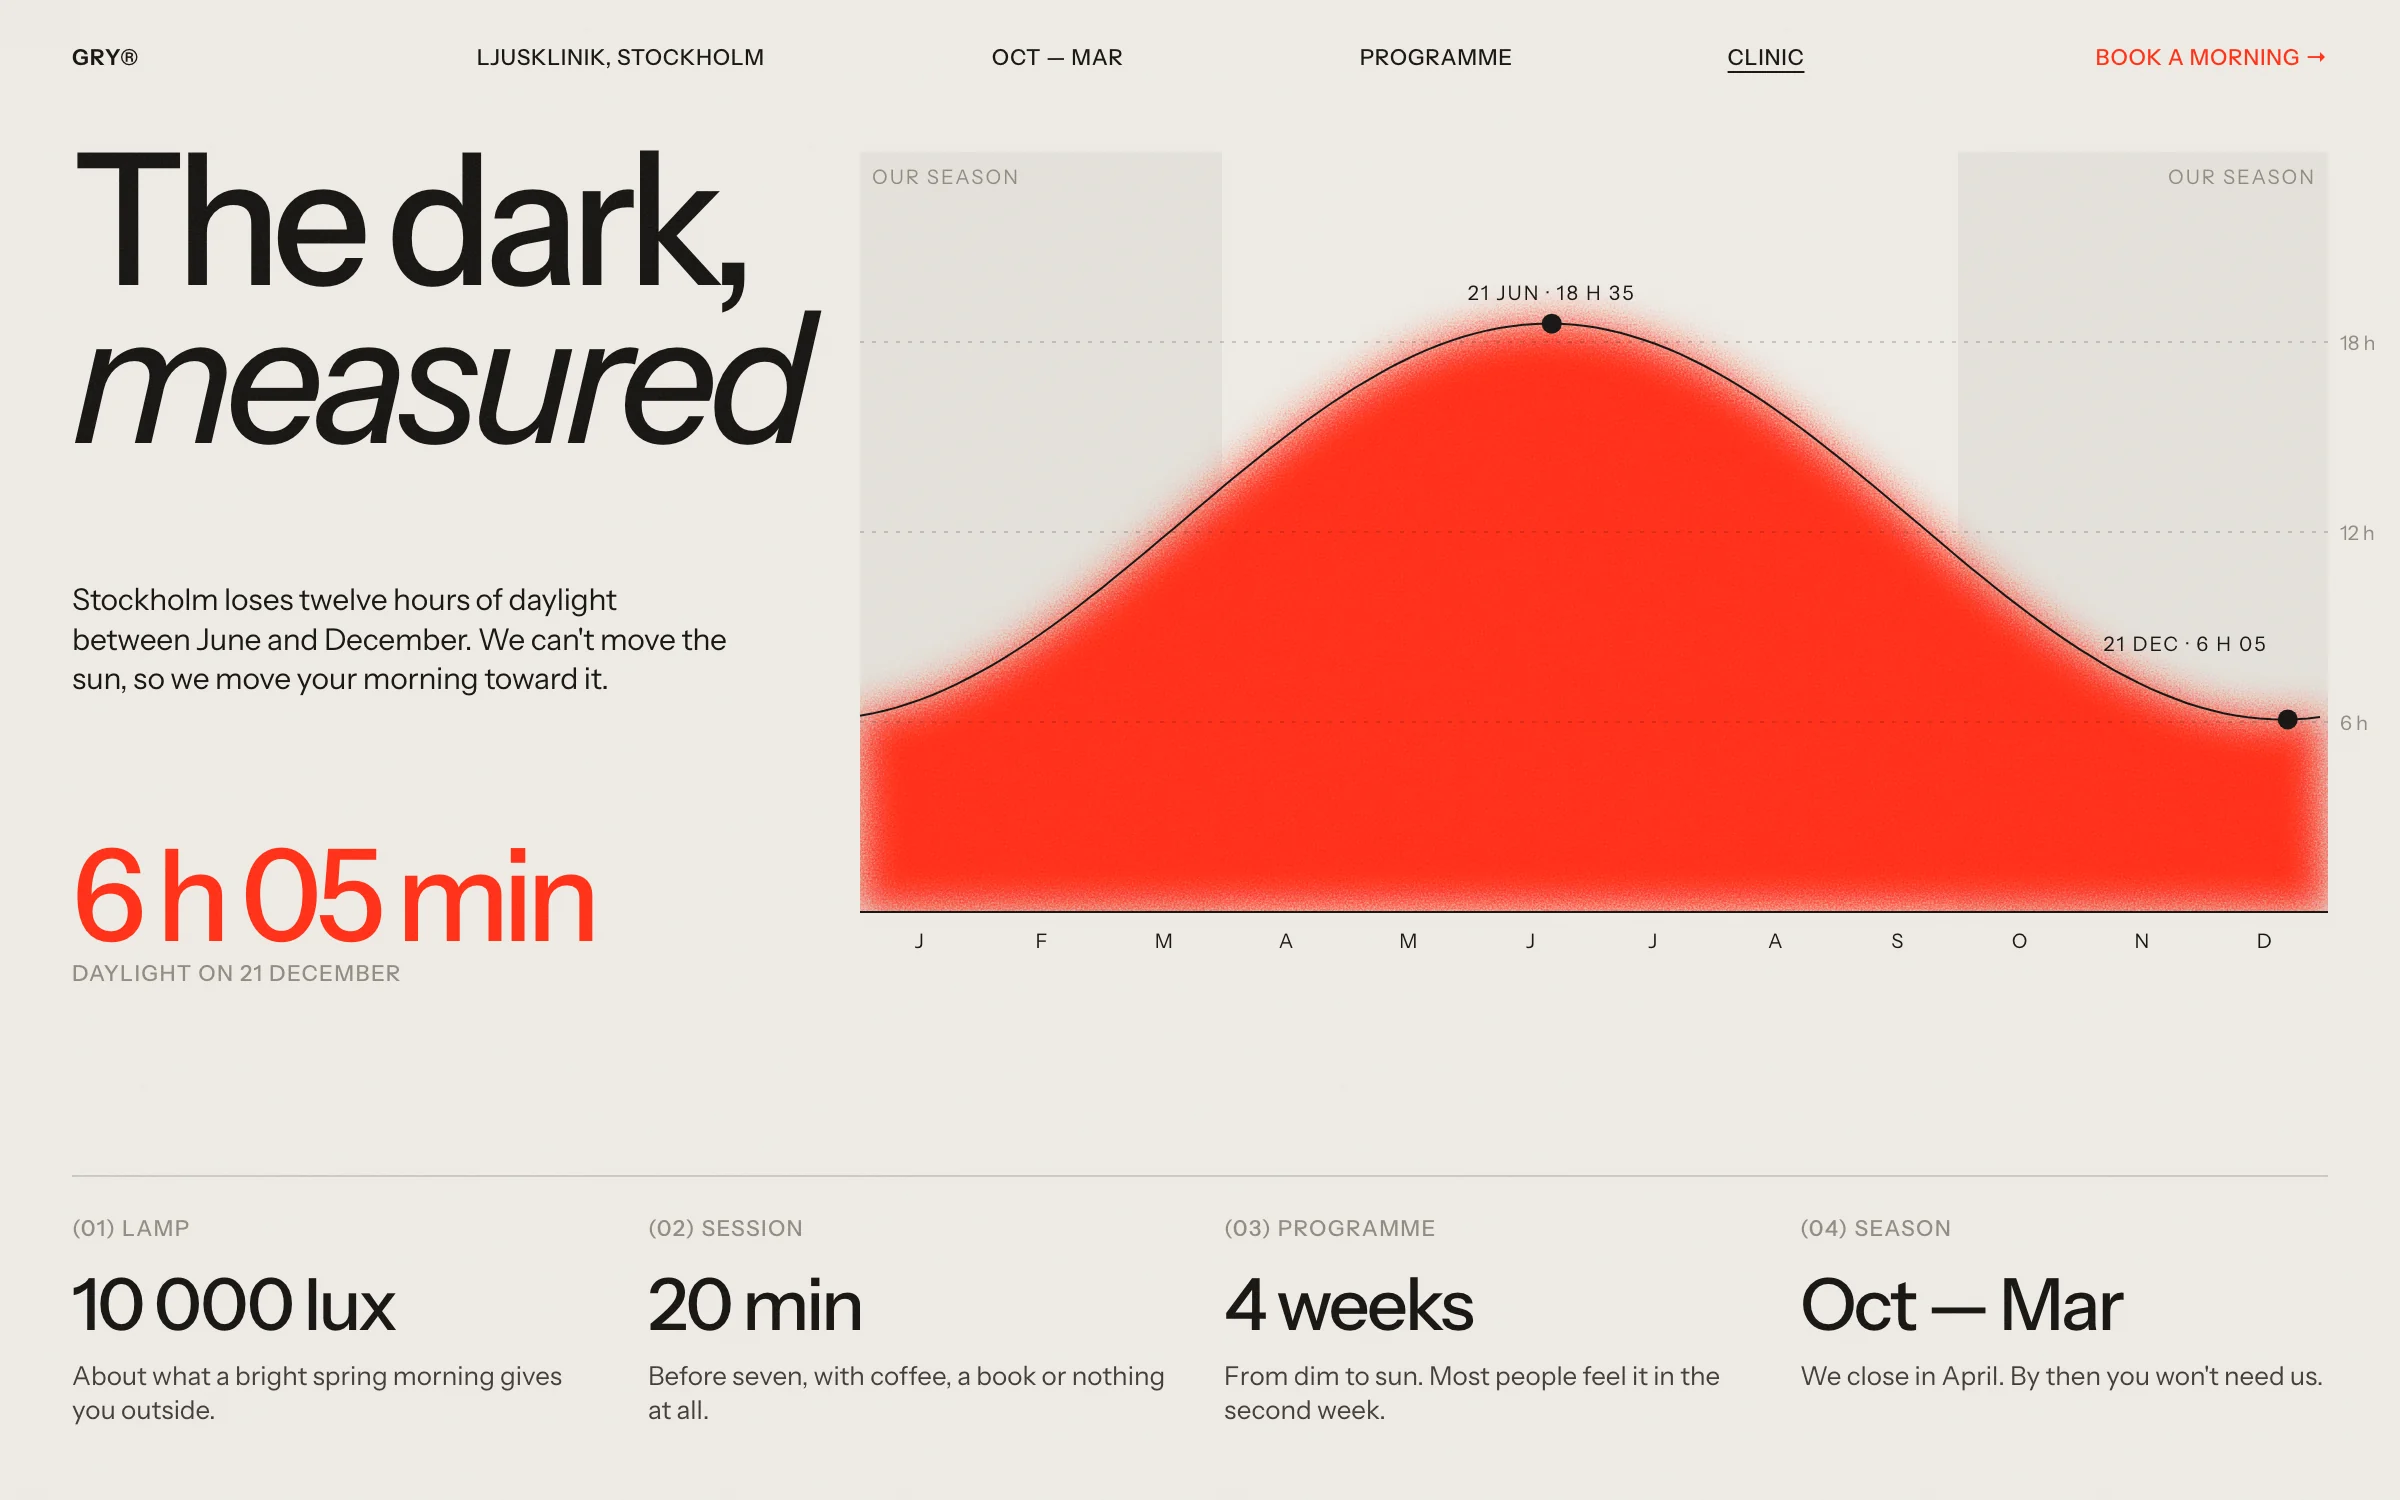 GRY®
LJUSKLINIK, STOCKHOLM
OCT — MAR
PROGRAMME
CLINIC
BOOK A MORNING →
The dark,
measured
Stockholm loses twelve hours of daylight
between June and December. We can't move the
sun, so we move your morning toward it.
6 h 05 min
DAYLIGHT ON 21 DECEMBER
OUR SEASON
OUR SEASON
21 JUN · 18 H 35
18 h
12 h
21 DEC · 6 H 05
6 h
J F M A M J J A S O N D
(01) LAMP
10 000 lux
About what a bright spring morning gives
you outside.
(02) SESSION
20 min
Before seven, with coffee, a book or nothing
at all.
(03) PROGRAMME
4 weeks
From dim to sun. Most people feel it in the
second week.
(04) SEASON
Oct — Mar
We close in April. By then you won't need us.